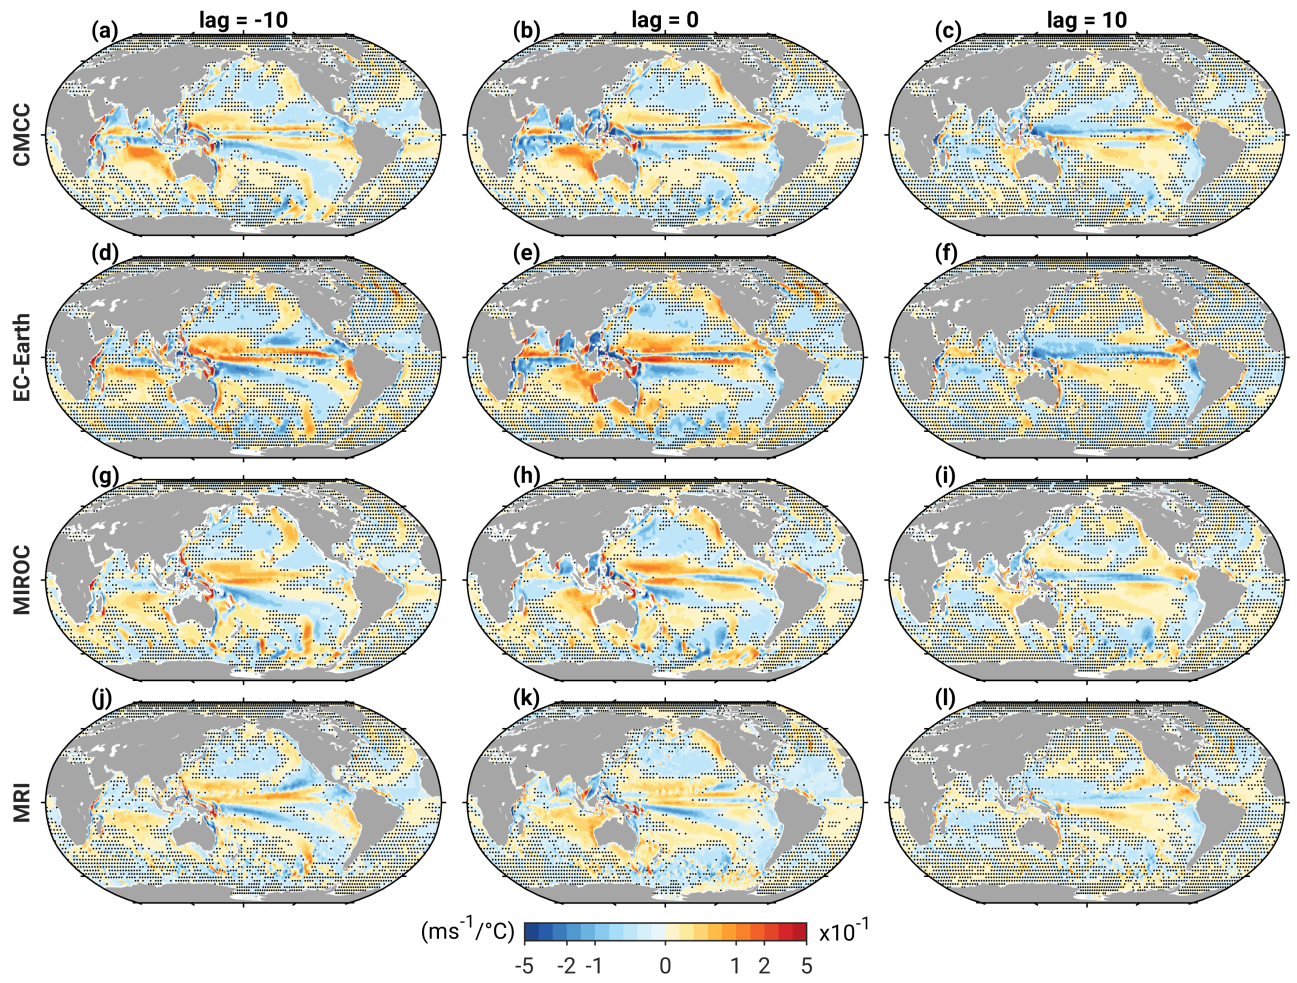 lag = -10
lag = 0
lag = 10
(a)
(b)
(c)
CMCC
(d)
(e)
(f)
EC-Earth
(g)
(h)
(i)
MIROC
(j)
(k)
(l)
MRI
(ms⁻¹/°C)
x10⁻¹
-5 -2 -1 0 1 2 5